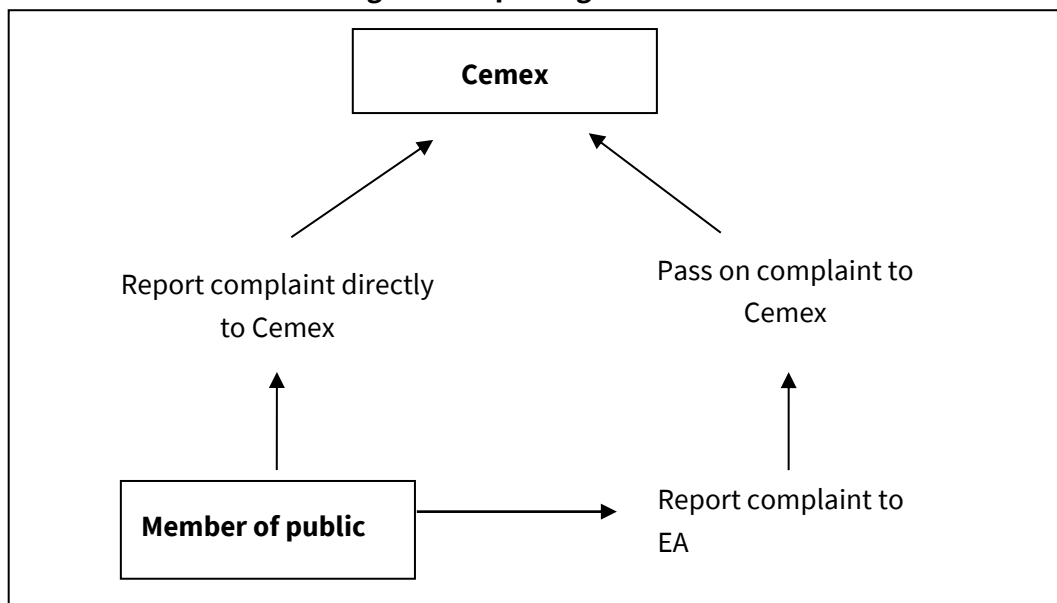 Cemex
Report complaint directly
to Cemex
Pass on complaint to
Cemex
Member of public
Report complaint to
EA